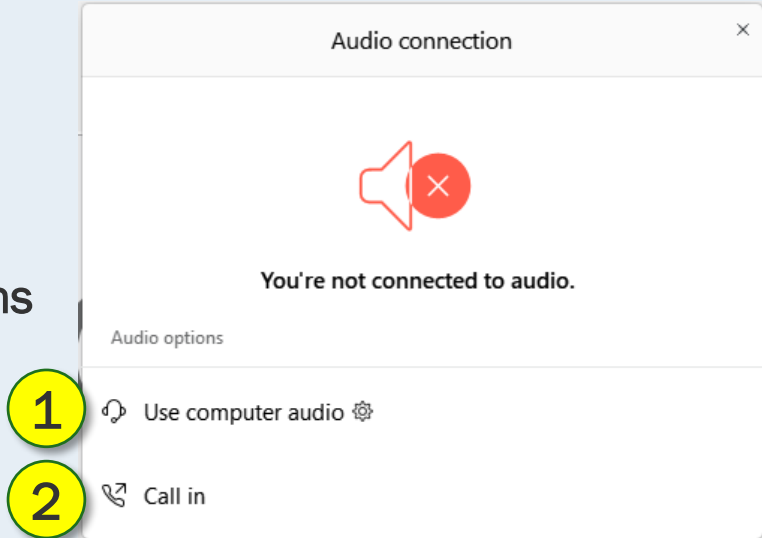 Audio connection
You're not connected to audio.
Audio options
1 Use computer audio
2 Call in